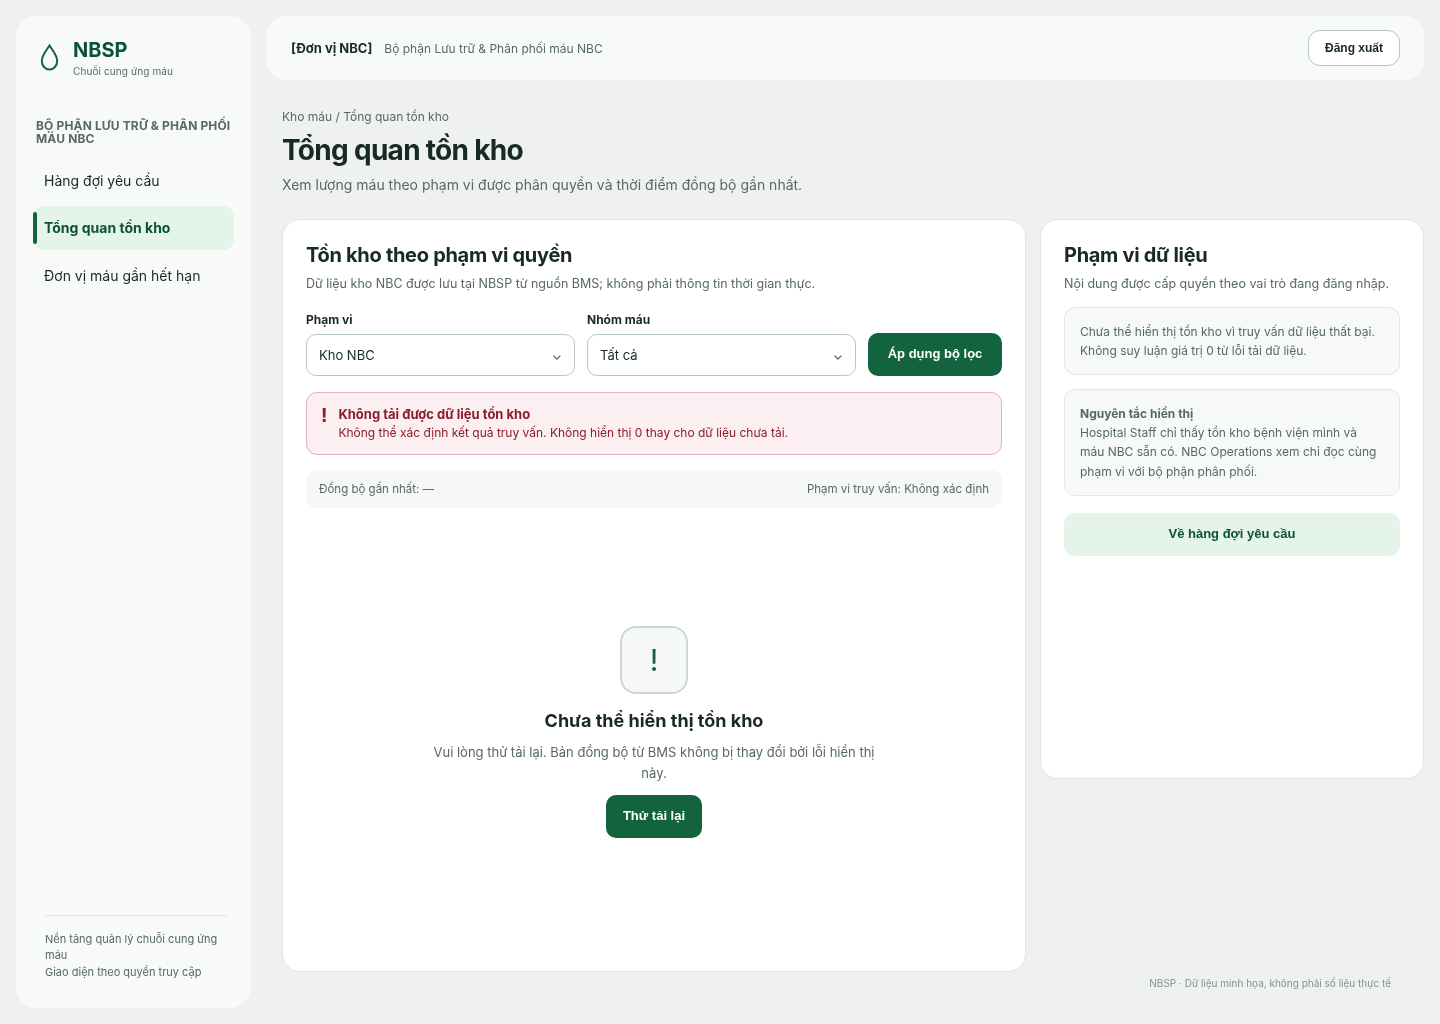 NBSP
Chuỗi cung ứng máu
BỘ PHẬN LƯU TRỮ & PHÂN PHỐI
MÁU NBC
Hàng đợi yêu cầu
Tổng quan tồn kho
Đơn vị máu gần hết hạn
Nền tảng quản lý chuỗi cung ứng
máu
Giao diện theo quyền truy cập
[Đơn vị NBC] Bộ phận Lưu trữ & Phân phối máu NBC
Đăng xuất
Kho máu / Tổng quan tồn kho
Tổng quan tồn kho
Xem lượng máu theo phạm vi được phân quyền và thời điểm đồng bộ gần nhất.
Tồn kho theo phạm vi quyền
Dữ liệu kho NBC được lưu tại NBSP từ nguồn BMS; không phải thông tin thời gian thực.
Phạm vi
Nhóm máu
Kho NBC
Tất cả
Áp dụng bộ lọc
! Không tải được dữ liệu tồn kho
Không thể xác định kết quả truy vấn. Không hiển thị 0 thay cho dữ liệu chưa tải.
Đồng bộ gần nhất: —
Phạm vi truy vấn: Không xác định
!
Chưa thể hiển thị tồn kho
Vui lòng thử tải lại. Bản đồng bộ từ BMS không bị thay đổi bởi lỗi hiển thị
này.
Thử tải lại
Phạm vi dữ liệu
Nội dung được cấp quyền theo vai trò đang đăng nhập.
Chưa thể hiển thị tồn kho vì truy vấn dữ liệu thất bại.
Không suy luận giá trị 0 từ lỗi tải dữ liệu.
Nguyên tắc hiển thị
Hospital Staff chỉ thấy tồn kho bệnh viện mình và
máu NBC sẵn có. NBC Operations xem chỉ đọc cùng
phạm vi với bộ phận phân phối.
Về hàng đợi yêu cầu
NBSP · Dữ liệu minh họa, không phải số liệu thực tế